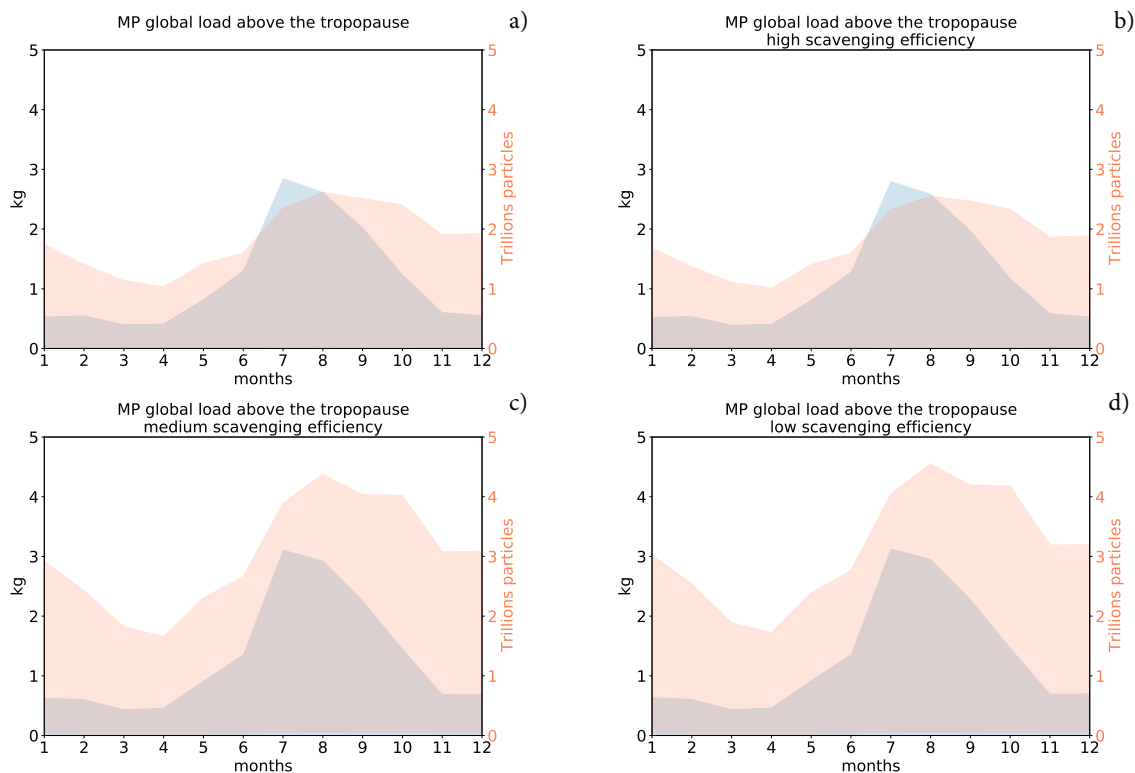 MP global load above the tropopause
a)
5
4
3
2
1
0
kg
5
4
3
2
1
0
Trillions particles
1 2 3 4 5 6 7 8 9 10 11 12
months
MP global load above the tropopause
high scavenging efficiency
b)
5
4
3
2
1
0
kg
5
4
3
2
1
0
Trillions particles
1 2 3 4 5 6 7 8 9 10 11 12
months
MP global load above the tropopause
medium scavenging efficiency
c)
5
4
3
2
1
0
kg
5
4
3
2
1
0
Trillions particles
1 2 3 4 5 6 7 8 9 10 11 12
months
MP global load above the tropopause
low scavenging efficiency
d)
5
4
3
2
1
0
kg
5
4
3
2
1
0
Trillions particles
1 2 3 4 5 6 7 8 9 10 11 12
months